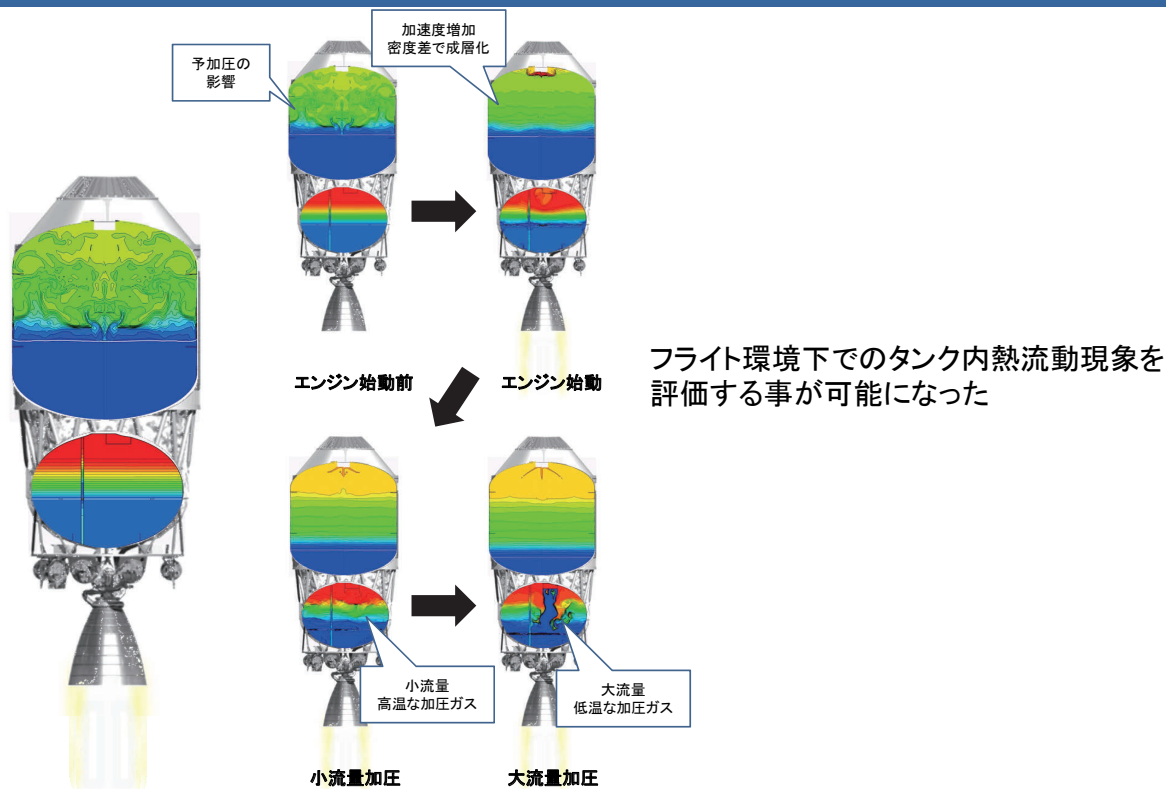 予加圧の
影響
加速度増加
密度差で成層化
エンジン始動前
エンジン始動
フライト環境下でのタンク内熱流動現象を
評価する事が可能になった
小流量
高温な加圧ガス
大流量
低温な加圧ガス
小流量加圧
大流量加圧